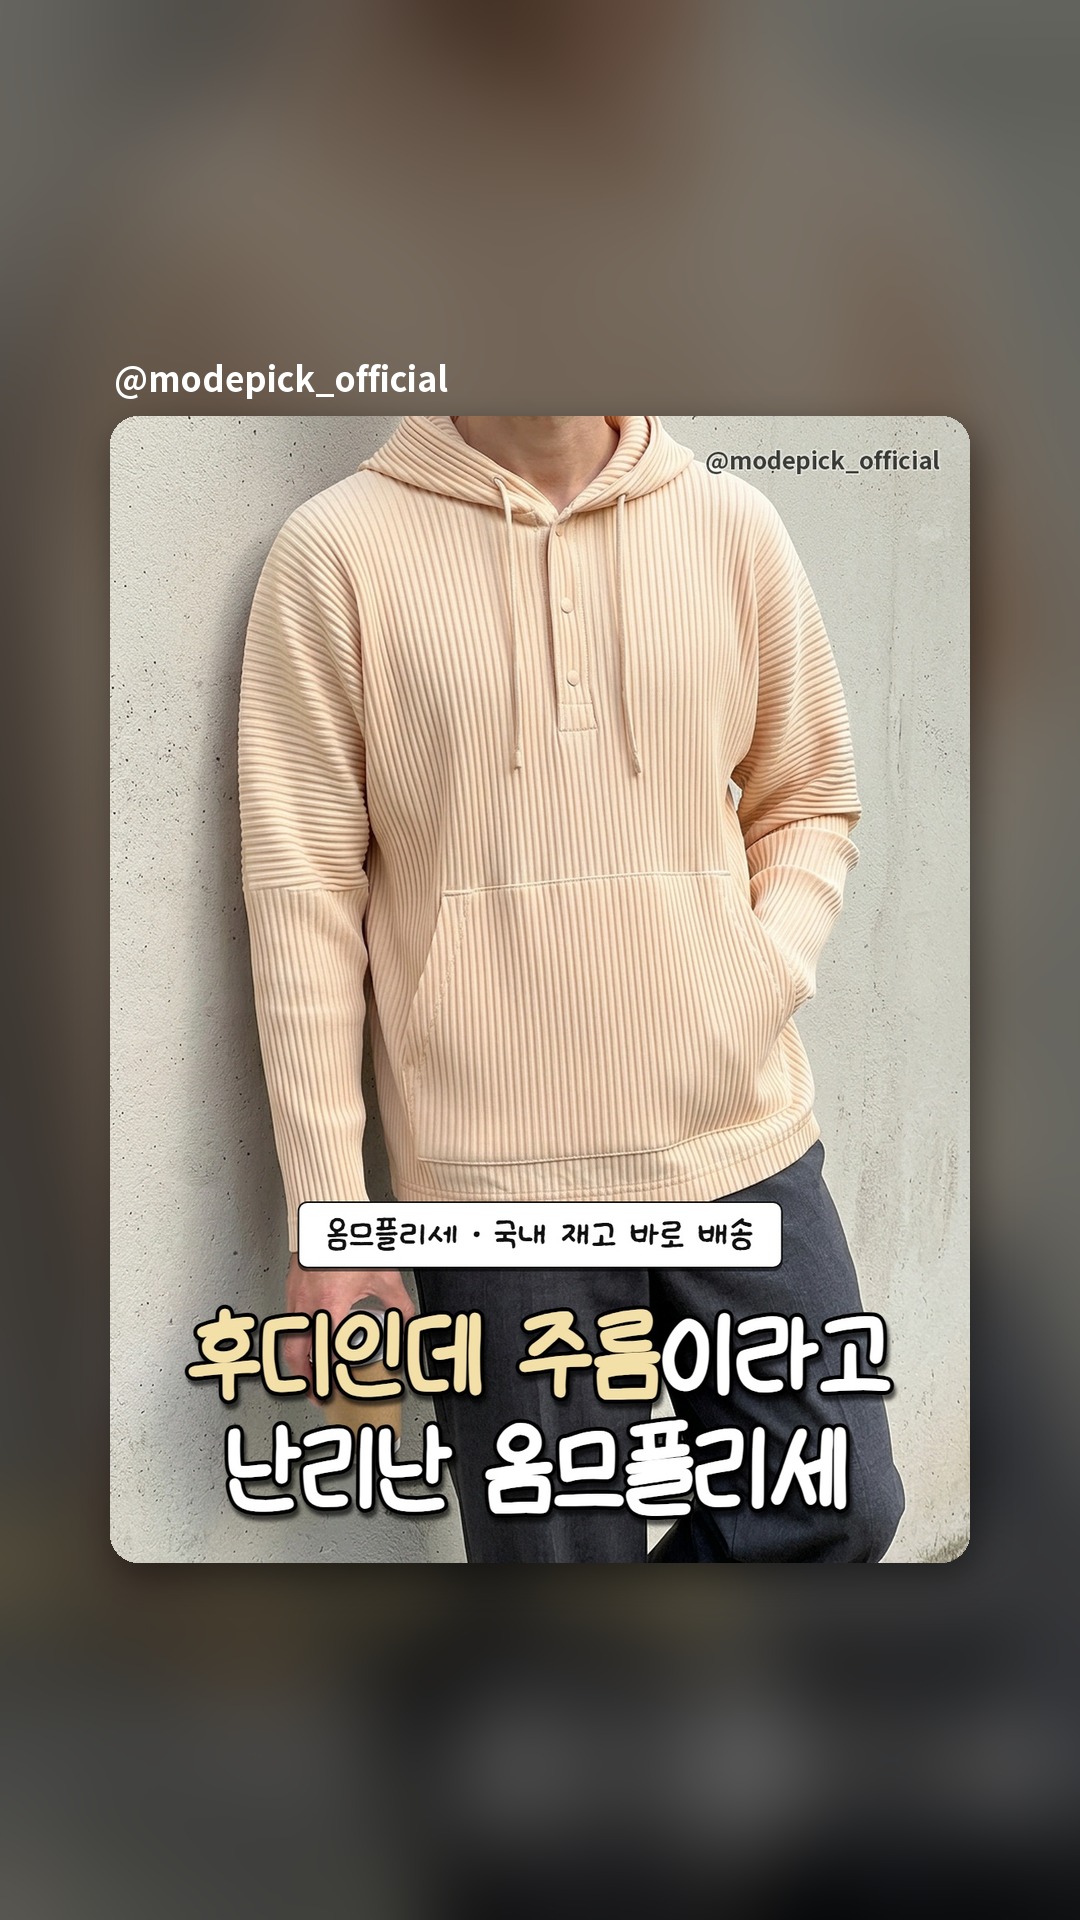 @modepick_official
@modepick_official
옴므플리세 · 국내 재고 바로 배송
후디인데 주름이라고
난리난 옴므플리세